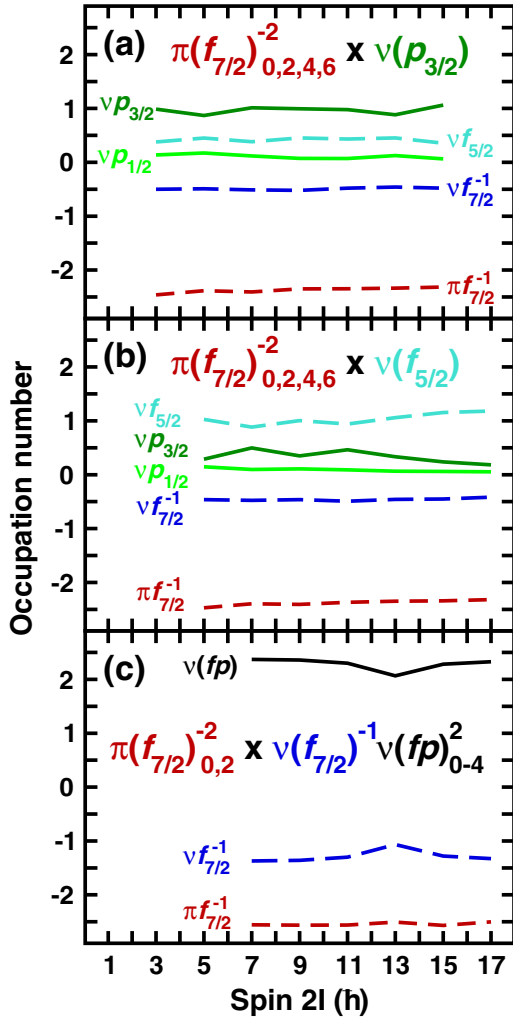 Occupation number
(a) π(f7/2)⁻²0,2,4,6 x ν(p3/2)
2
νp3/2
1
νf5/2
νp1/2
0
νf7/2⁻¹
-1
-2
πf7/2⁻¹
(b) π(f7/2)⁻²0,2,4,6 x ν(f5/2)
2
νf5/2
1
νp3/2
νp1/2
0
νf7/2⁻¹
-1
πf7/2⁻¹
-2
(c)
ν(fp)
2
1
π(f7/2)⁻²0,2 x ν(f7/2)⁻¹ν(fp)²0-4
0
-1
νf7/2⁻¹
-2
πf7/2⁻¹
1 3 5 7 9 11 13 15 17
Spin 2I (ħ)